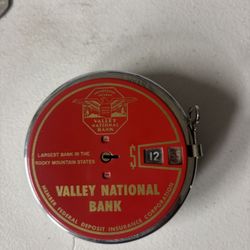 VALLEY
NATIONAL
BANK
LARGEST BANK IN THE
ROCKY MOUNTAIN STATES
$ 12
VALLEY NATIONAL
BANK
MEMBER FEDERAL DEPOSIT INSURANCE CORPORATION